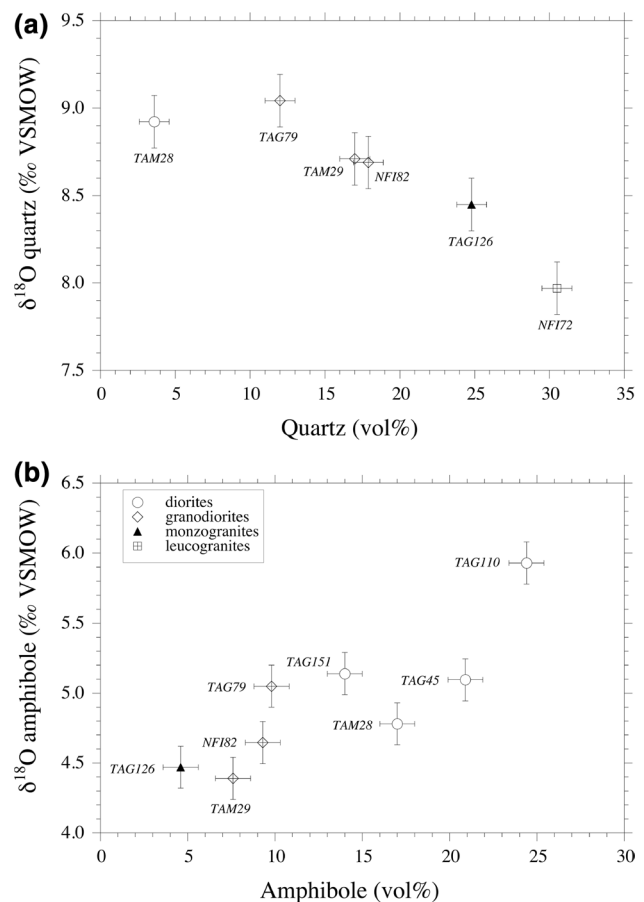 (a)
9.5
9.0
8.5
8.0
7.5
δ¹⁸O quartz (‰ VSMOW)
TAM28
TAG79
TAM29
NFI82
TAG126
NFI72
0 5 10 15 20 25 30 35
Quartz (vol%)
(b)
6.5
6.0
5.5
5.0
4.5
4.0
δ¹⁸O amphibole (‰ VSMOW)
diorites
granodiorites
monzogranites
leucogranites
TAG110
TAG151
TAG45
TAG79
TAM28
NFI82
TAG126
TAM29
0 5 10 15 20 25 30
Amphibole (vol%)